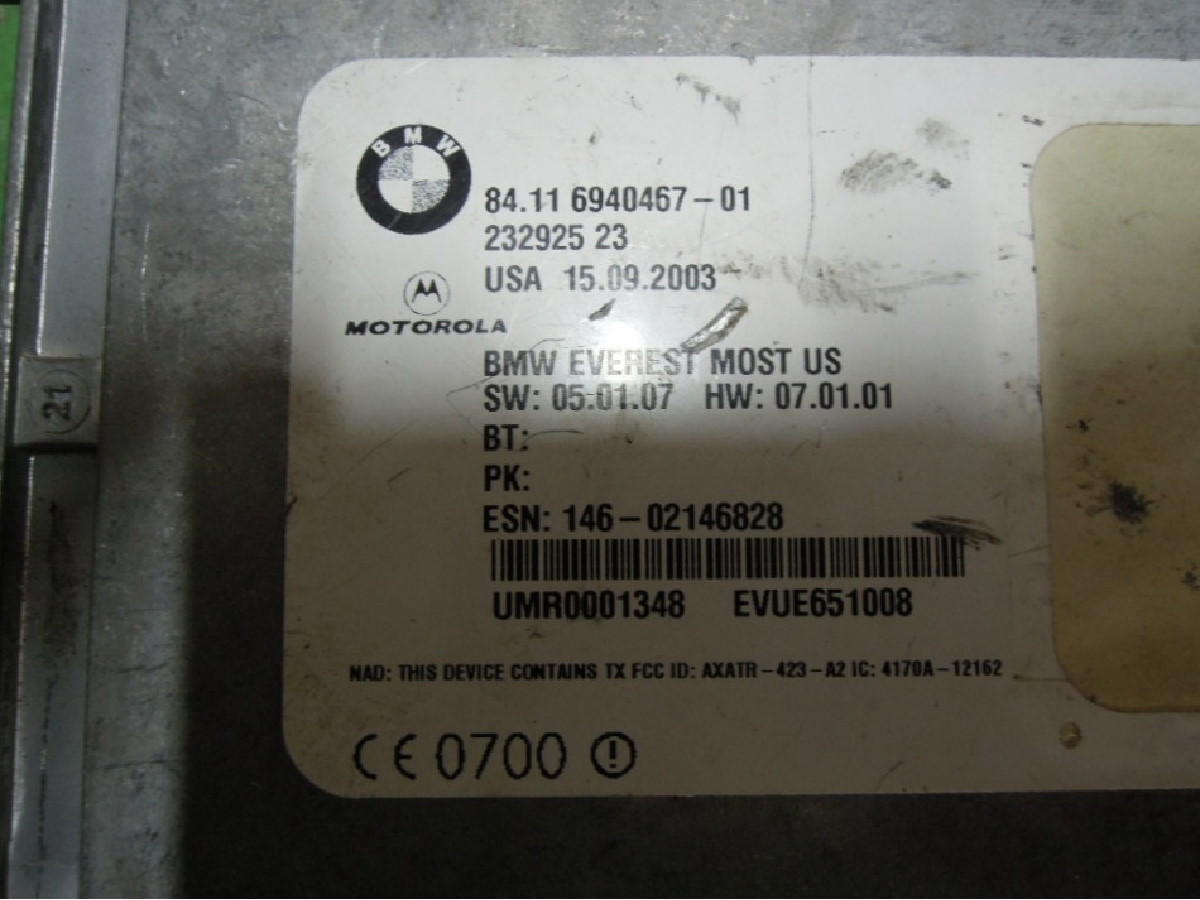 BMW
84.11 6940467-01
232925 23
USA 15.09.2003
MOTOROLA
BMW EVEREST MOST US
SW: 05.01.07 HW: 07.01.01
21
BT:
PK:
ESN: 146-02146828
UMR0001348 EVUE651008
NAD: THIS DEVICE CONTAINS TX FCC ID: AXATR-423-A2 IC: 4170A-12162
CE 0700